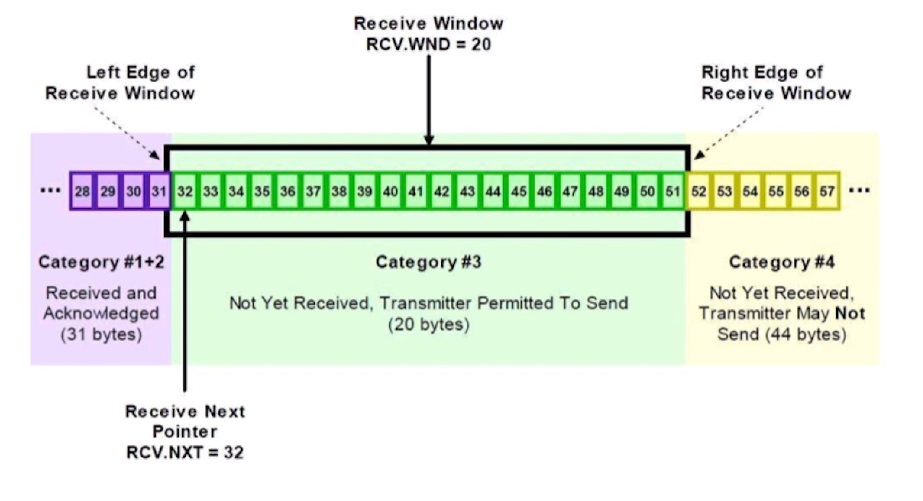 Receive Window
RCV.WND = 20
Left Edge of
Receive Window
Right Edge of
Receive Window
... 28 29 30 31 32 33 34 35 36 37 38 39 40 41 42 43 44 45 46 47 48 49 50 51 52 53 54 55 56 57 ...
Category #1+2
Received and
Acknowledged
(31 bytes)
Category #3
Not Yet Received, Transmitter Permitted To Send
(20 bytes)
Category #4
Not Yet Received,
Transmitter May Not
Send (44 bytes)
Receive Next
Pointer
RCV.NXT = 32